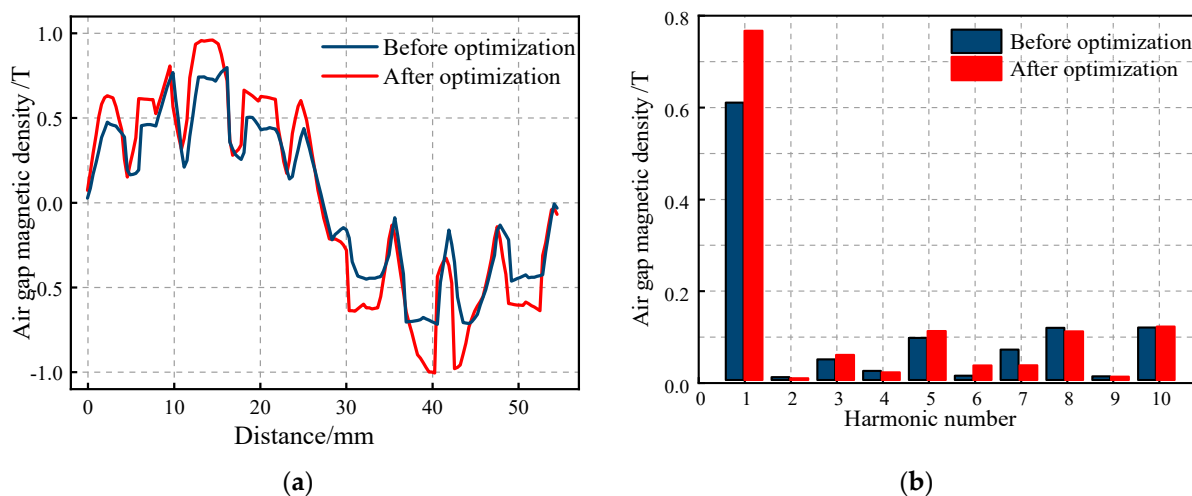 Air gap magnetic density /T
1.0
0.5
0.0
-0.5
-1.0
Before optimization
After optimization
0 10 20 30 40 50
Distance/mm
(a)
Air gap magnetic density /T
0.8
0.6
0.4
0.2
0.0
Before optimization
After optimization
0 1 2 3 4 5 6 7 8 9 10
Harmonic number
(b)